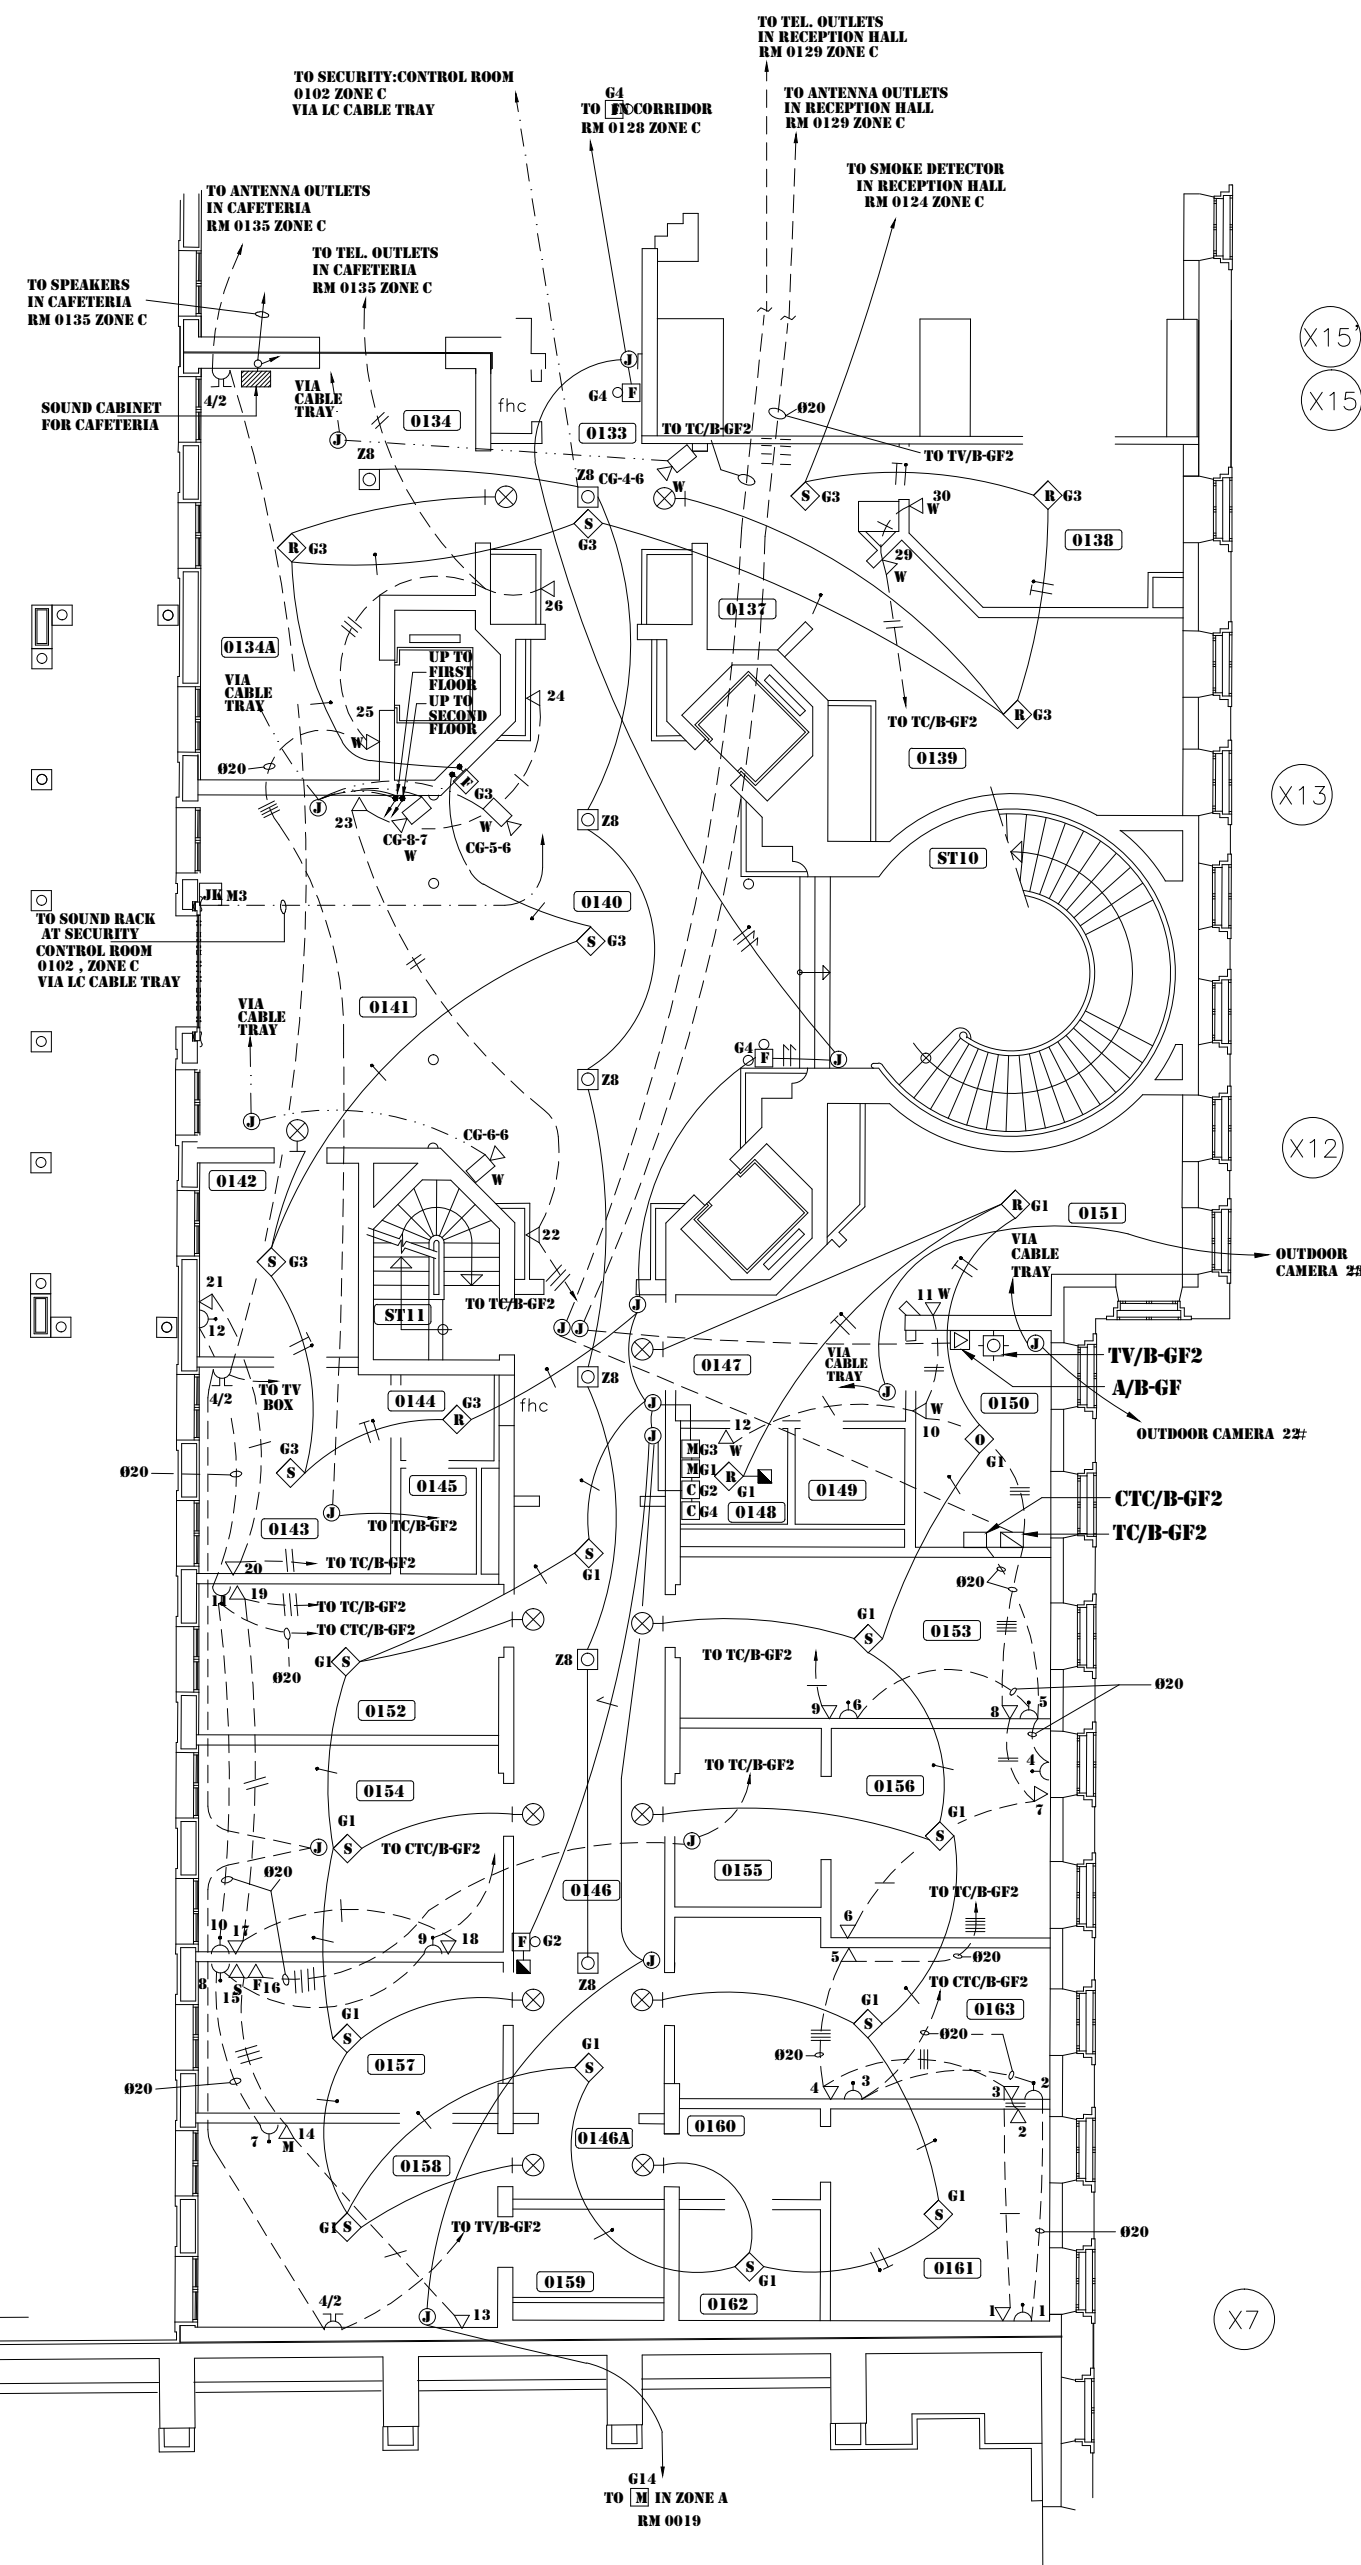 TO TEL. OUTLETS
IN RECEPTION HALL
RM 0129 ZONE C
TO SECURITY:CONTROL ROOM
0102 ZONE C
VIA LC CABLE TRAY
G4
TO F IN CORRIDOR
RM 0128 ZONE C
TO ANTENNA OUTLETS
IN RECEPTION HALL
RM 0129 ZONE C
TO SMOKE DETECTOR
IN RECEPTION HALL
RM 0124 ZONE C
TO ANTENNA OUTLETS
IN CAFETERIA
RM 0135 ZONE C
TO TEL. OUTLETS
IN CAFETERIA
RM 0135 ZONE C
TO SPEAKERS
IN CAFETERIA
RM 0135 ZONE C
X15'
X15
J
G4 F
4/2
VIA
CABLE
TRAY
SOUND CABINET
FOR CAFETERIA
fhc
0134
0133
Ø20
TO TC/B-GF2
TO TV/B-GF2
J
Z8
Z8 CG-4-6
W
S G3
R G3
30
W
S
G3
R G3
29
W
0138
26
0137
0134A
UP TO
FIRST
FLOOR
UP TO
SECOND
FLOOR
VIA
CABLE
TRAY
24
25
W
R G3
TO TC/B-GF2
0139
Ø20
F
G3
J
23
CG-8-7
W
W
CG-5-6
Z8
X13
ST10
JK M3
TO SOUND RACK
AT SECURITY
CONTROL ROOM
0102 , ZONE C
VIA LC CABLE TRAY
0140
S G3
0141
VIA
CABLE
TRAY
G4
F
J
Z8
J
CG-6-6
W
X12
0142
R G1
0151
22
VIA
CABLE
TRAY
OUTDOOR
S G3
21
12
TO TC/B-GF2
ST11
J
11 W
J
TV/B-GF2
0147
VIA
CABLE
TRAY
4/2
TO TV
BOX
Z8
J
A/B-GF
0144
fhc
G3
R
J
J
12
W
W
10
0150
OUTDOOR CAMERA 22#
M G3
M G1
C G2
C G4
O
G1
G3
S
Ø20
R
G1
0145
0149
0148
CTC/B-GF2
TC/B-GF2
J
0143
TO TC/B-GF2
S
G1
TO TC/B-GF2
20
Ø20
11
19
TO TC/B-GF2
TO CTC/B-GF2
G1
S
0153
G1 S
Ø20
Z8
TO TC/B-GF2
Ø20
0152
9
6
8
5
4
TO TC/B-GF2
0154
0156
7
G1
S
J
G1
S
TO CTC/B-GF2
J
0155
Ø20
0146
TO TC/B-GF2
10
17
9
18
F G2
6
5
Ø20
J
Z8
8
S
15
F 16
TO CTC/B-GF2
0163
G1
S
G1
S
G1
S
Ø20
Ø20
0157
Ø20
4
3
3
2
2
7
14
M
0146A
0160
0158
G1
S
G1 S
TO TV/B-GF2
Ø20
S
G1
0161
0159
0162
4/2
J
13
1
1
X7
G14
TO M IN ZONE A
RM 0019